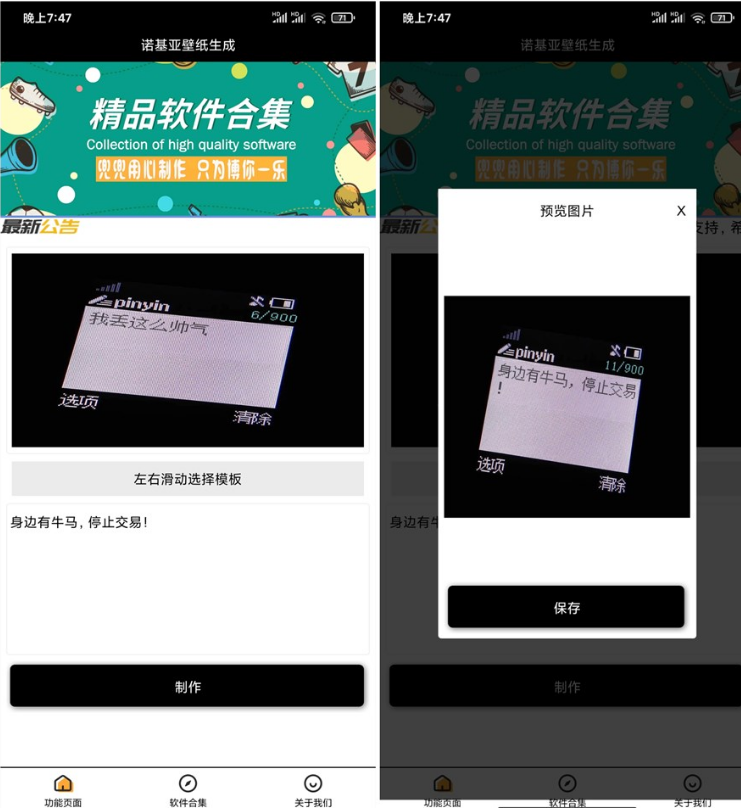 晚上7:47
HD HD 71
诺基亚壁纸生成
精品软件合集
Collection of high quality software
兜兜用心制作 只为博你一乐
最新公告
pinyin
6/900
我丢这么帅气
选项
清除
左右滑动选择模板
身边有牛马，停止交易！
制作
功能页面
软件合集
关于我们
晚上7:47
HD HD 71
诺基亚壁纸生成
精品软件合集
Collection of high quality software
兜兜用心制作 只为博你一乐
最新公
支持，希
预览图片
X
pinyin
11/900
身边有牛马，停止交易
！
选项
清除
身边有牛
保存
制作
功能页面
软件合集
关于我们